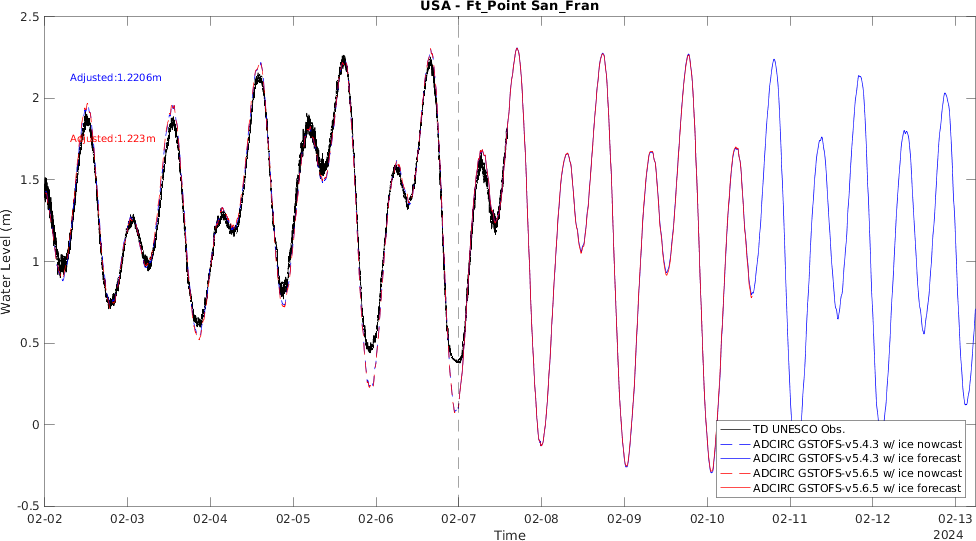 USA - Ft_Point San_Fran
Water Level (m)
2.5
2
1.5
1
0.5
0
-0.5
Adjusted:1.2206m
Adjusted:1.223m
TD UNESCO Obs.
ADCIRC GSTOFS-v5.4.3 w/ ice nowcast
ADCIRC GSTOFS-v5.4.3 w/ ice forecast
ADCIRC GSTOFS-v5.6.5 w/ ice nowcast
ADCIRC GSTOFS-v5.6.5 w/ ice forecast
02-02 02-03 02-04 02-05 02-06 02-07 02-08 02-09 02-10 02-11 02-12 02-13
2024
Time